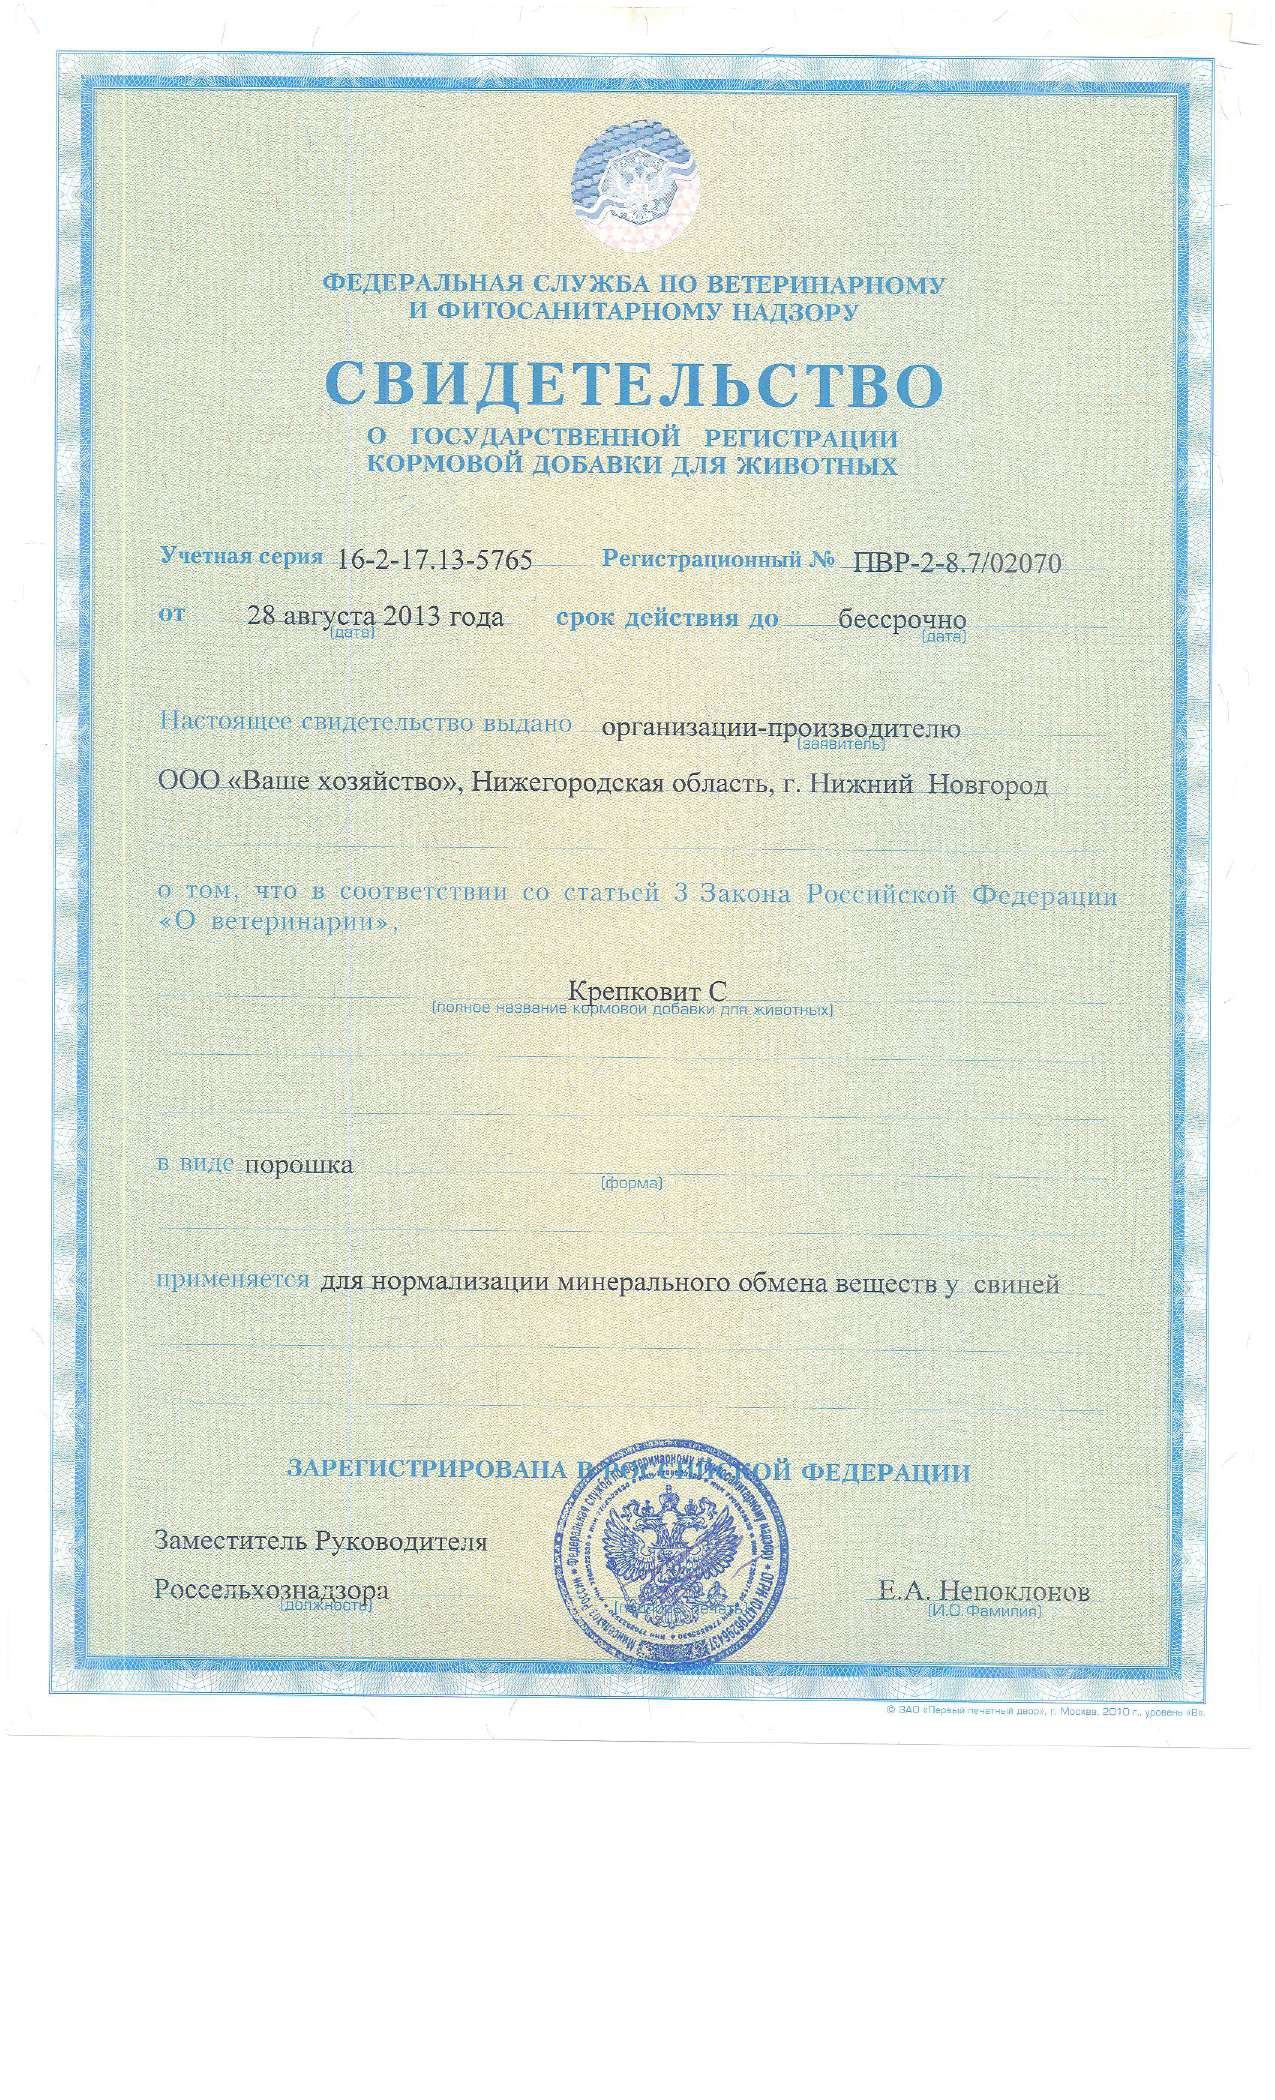 ФЕДЕРАЛЬНАЯ СЛУЖБА ПО ВЕТЕРИНАРНОМУ
И ФИТОСАНИТАРНОМУ НАДЗОРУ
СВИДЕТЕЛЬСТВО
О ГОСУДАРСТВЕННОЙ РЕГИСТРАЦИИ
КОРМОВОЙ ДОБАВКИ ДЛЯ ЖИВОТНЫХ
Учетная серия 16-2-17.13-5765 Регистрационный № ПВР-2-8.7/02070
от 28 августа 2013 года срок действия до бессрочно
(дата) (дата)
Настоящее свидетельство выдано организации-производителю
(заявитель)
ООО «Ваше хозяйство», Нижегородская область, г. Нижний Новгород
о том, что в соответствии со статьей 3 Закона Российской Федерации
«О ветеринарии»,
Крепковит С
(полное название кормовой добавки для животных)
в виде порошка
(форма)
применяется для нормализации минерального обмена веществ у свиней
ЗАРЕГИСТРИРОВАНА В РОССИЙСКОЙ ФЕДЕРАЦИИ
Заместитель Руководителя
Россельхознадзора Е.А. Непоклонов
(должность) (И.О.Фамилия)
© ЗАО «Первый печатный двор», г. Москва, 2010 г., уровень «В».